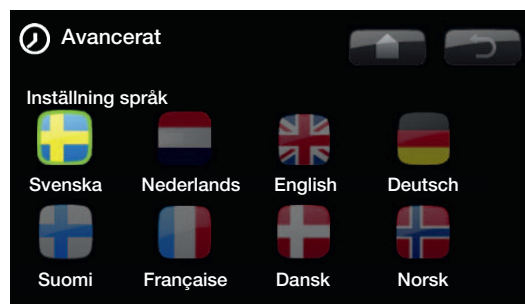 Avancerat
Inställning språk
Svenska Nederlands English Deutsch
Suomi Française Dansk Norsk